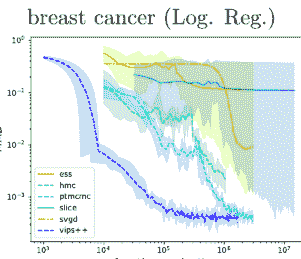 breast cancer (Log. Reg.)
10⁰
10⁻¹
10⁻²
10⁻³
ess
hmc
ptmcmc
slice
svgd
vips++
10³ 10⁴ 10⁵ 10⁶ 10⁷